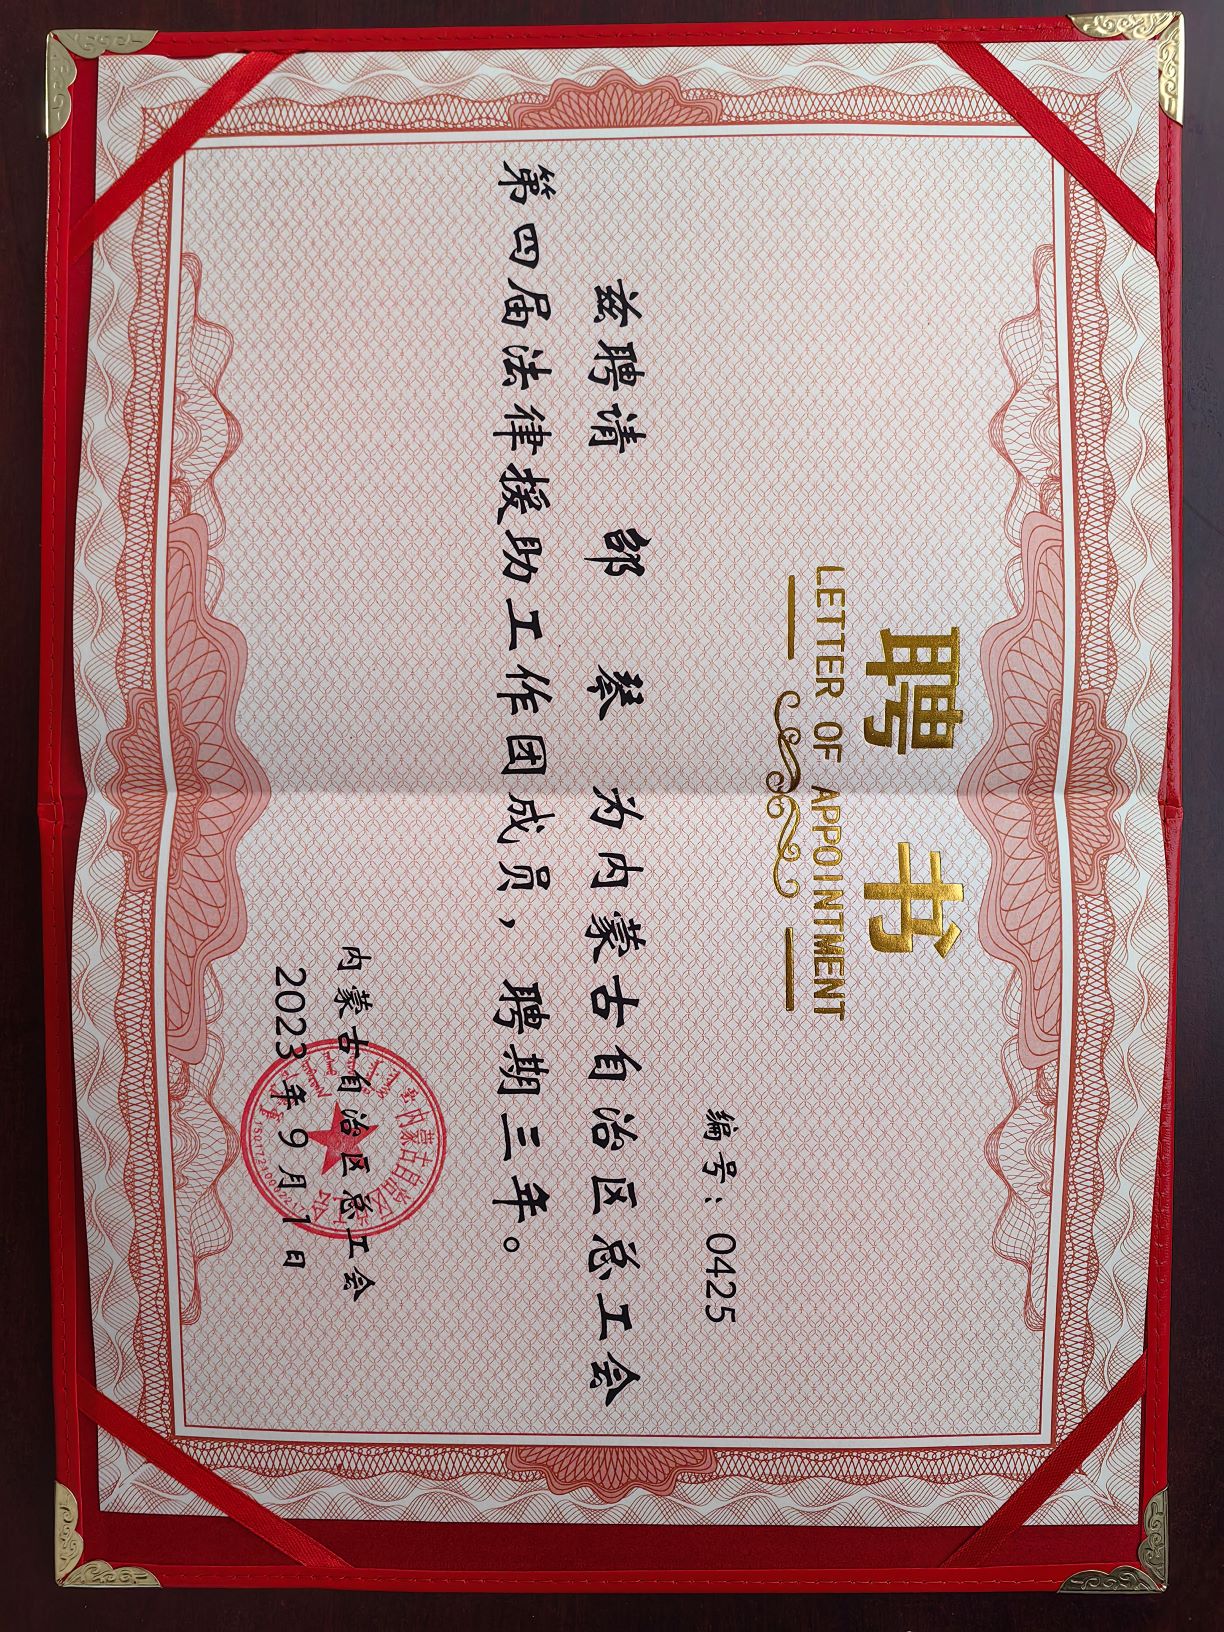 聘书
LETTER OF APPOINTMENT
编号：0425
兹聘请 邰 琴 为内蒙古自治区总工会
第四届法律援助工作团成员，聘期三年。
内蒙古自治区总工会
2023年9月1日